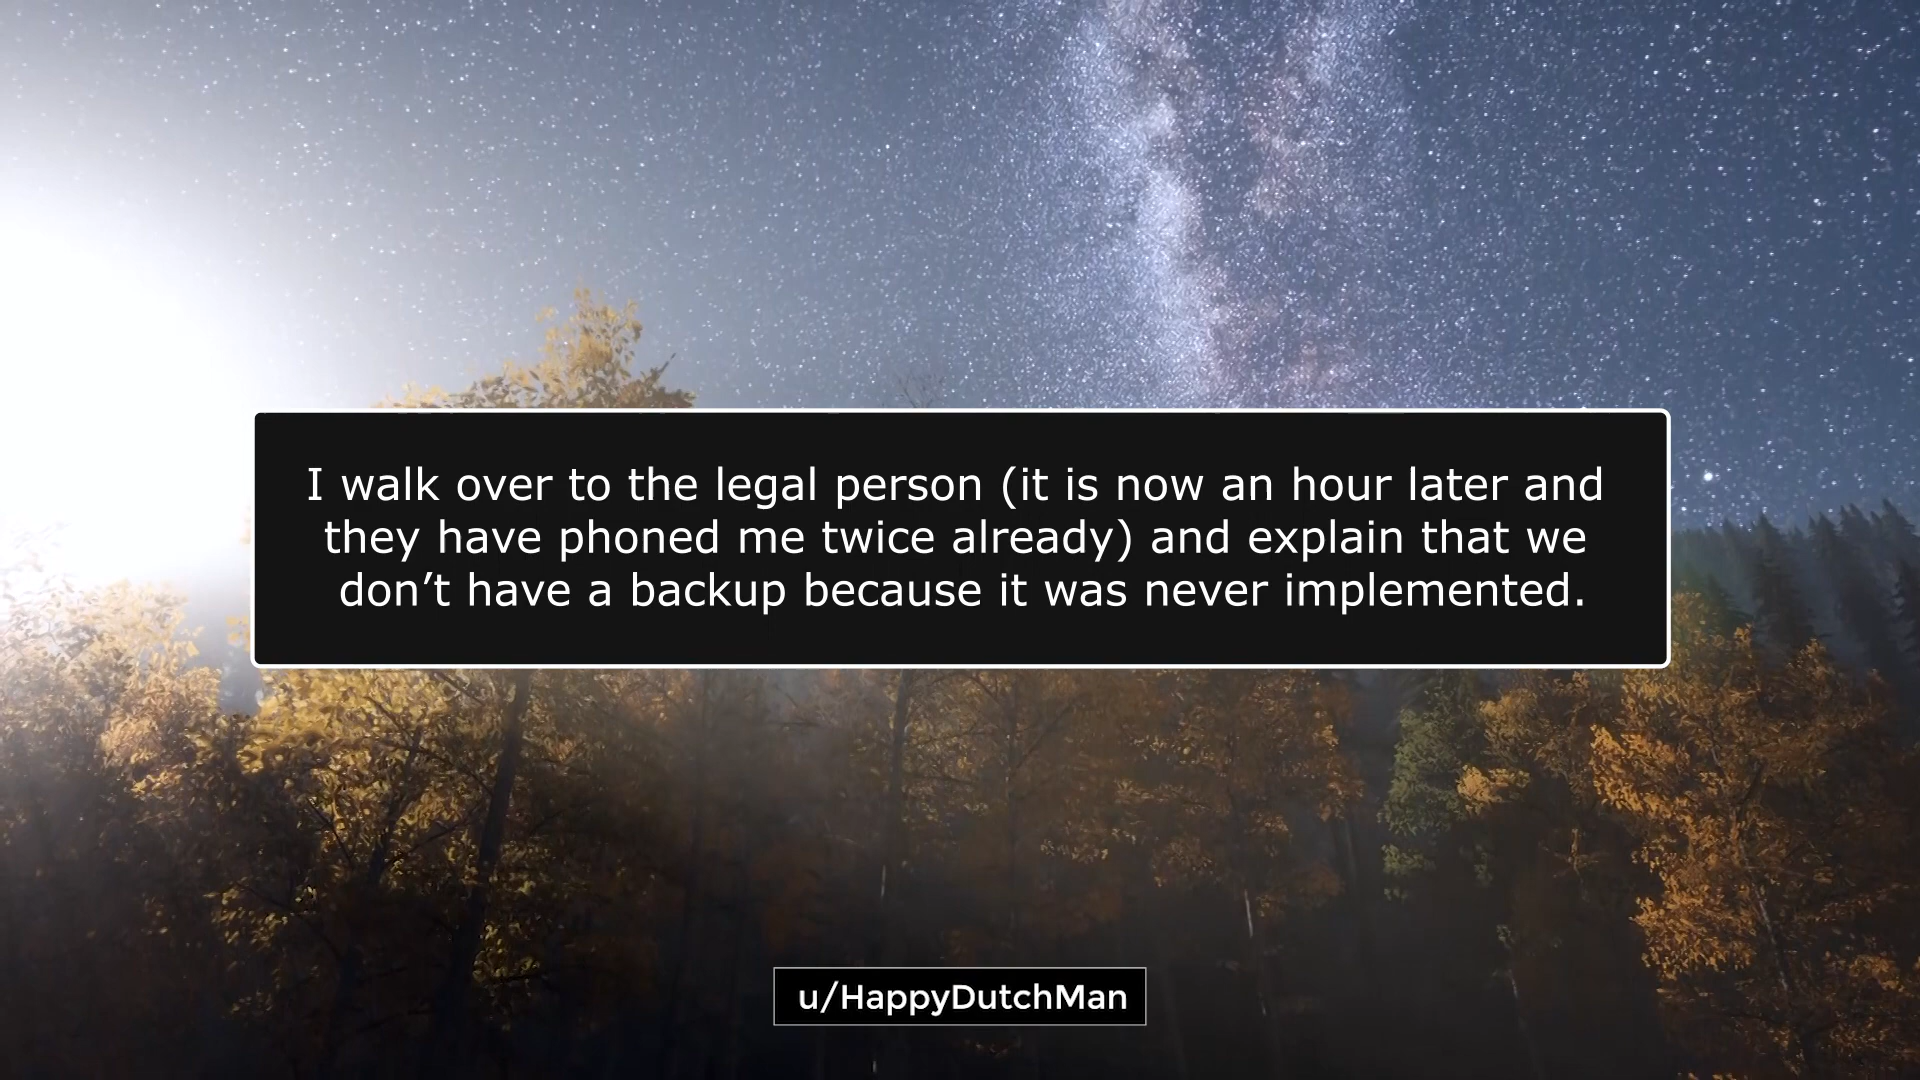 I walk over to the legal person (it is now an hour later and
they have phoned me twice already) and explain that we
don’t have a backup because it was never implemented.
u/HappyDutchMan